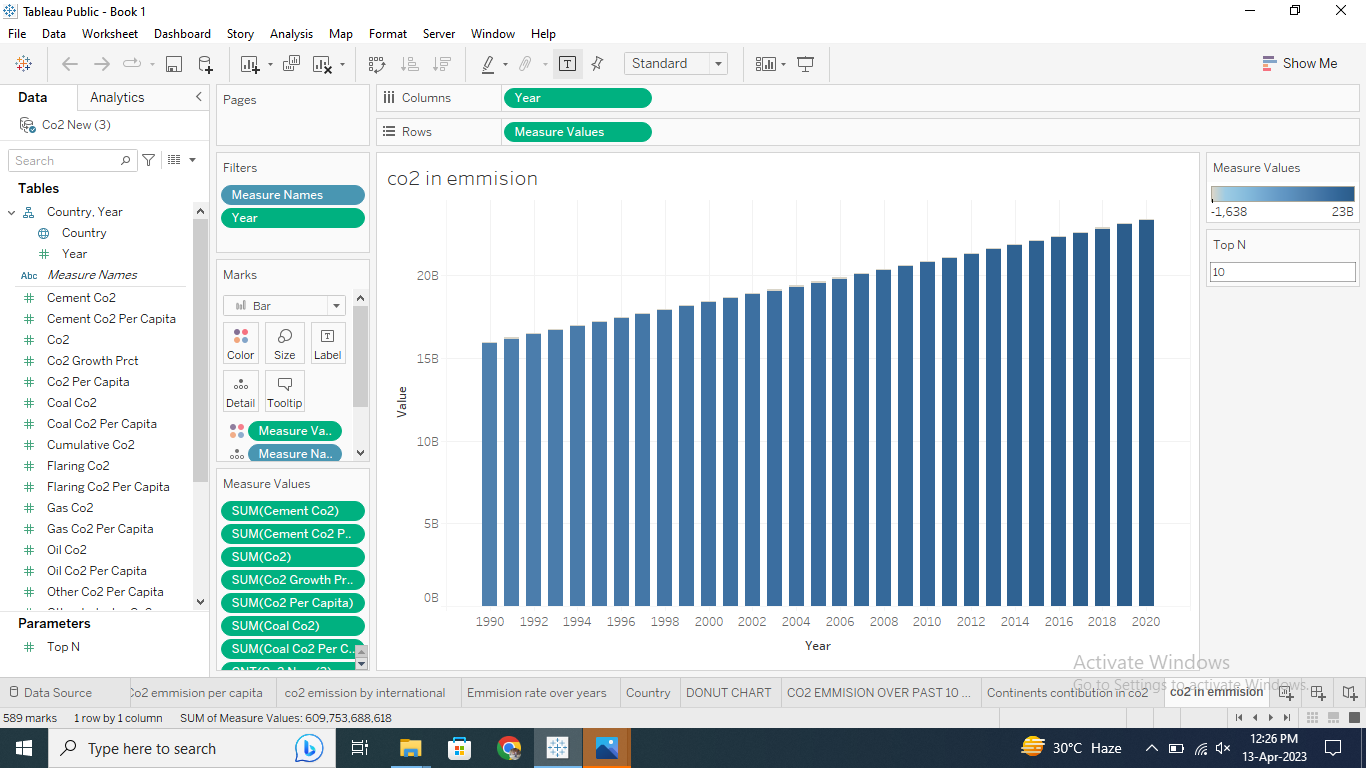 Tableau Public - Book 1
File Data Worksheet Dashboard Story Analysis Map Format Server Window Help
Standard
Show Me
Data Analytics
Co2 New (3)
Search
Tables
Country, Year
Country
Year
Abc Measure Names
Cement Co2
Cement Co2 Per Capita
Co2
Co2 Growth Prct
Co2 Per Capita
Coal Co2
Coal Co2 Per Capita
Cumulative Co2
Flaring Co2
Flaring Co2 Per Capita
Gas Co2
Gas Co2 Per Capita
Oil Co2
Oil Co2 Per Capita
Other Co2 Per Capita
Parameters
Top N
Pages
Filters
Measure Names
Year
Marks
Bar
Color Size Label
Detail Tooltip
Measure Va..
Measure Na..
Measure Values
SUM(Cement Co2)
SUM(Cement Co2 P..
SUM(Co2)
SUM(Co2 Growth Pr..
SUM(Co2 Per Capita)
SUM(Coal Co2)
SUM(Coal Co2 Per C..
Columns Year
Rows Measure Values
co2 in emmision
20B
15B
10B
5B
0B
Value
1990 1992 1994 1996 1998 2000 2002 2004 2006 2008 2010 2012 2014 2016 2018 2020
Year
Measure Values
-1,638 23B
Top N
10
Activate Windows
Go to Settings to activate Windows.
Data Source Co2 emmision per capita co2 emission by international Emmision rate over years Country DONUT CHART CO2 EMMISION OVER PAST 10 ... Continents contibution in co2 co2 in emmision
589 marks 1 row by 1 column SUM of Measure Values: 609,753,688,618
Type here to search
30°C Haze
12:26 PM
13-Apr-2023